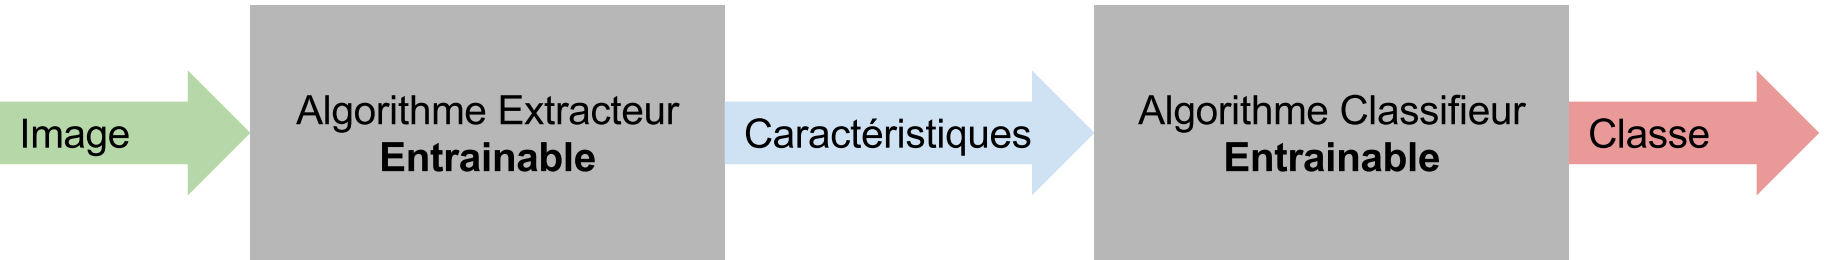 Image
Algorithme Extracteur
Entrainable
Caractéristiques
Algorithme Classifieur
Entrainable
Classe